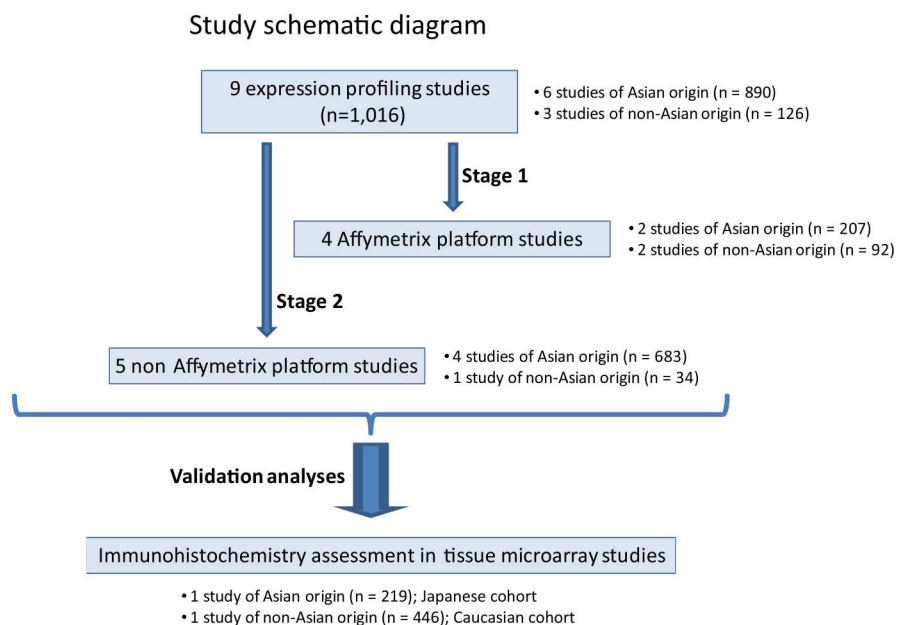 Study schematic diagram
9 expression profiling studies
(n=1,016)
• 6 studies of Asian origin (n = 890)
• 3 studies of non-Asian origin (n = 126)
Stage 1
4 Affymetrix platform studies
• 2 studies of Asian origin (n = 207)
• 2 studies of non-Asian origin (n = 92)
Stage 2
5 non Affymetrix platform studies
• 4 studies of Asian origin (n = 683)
• 1 study of non-Asian origin (n = 34)
Validation analyses
Immunohistochemistry assessment in tissue microarray studies
• 1 study of Asian origin (n = 219); Japanese cohort
• 1 study of non-Asian origin (n = 446); Caucasian cohort